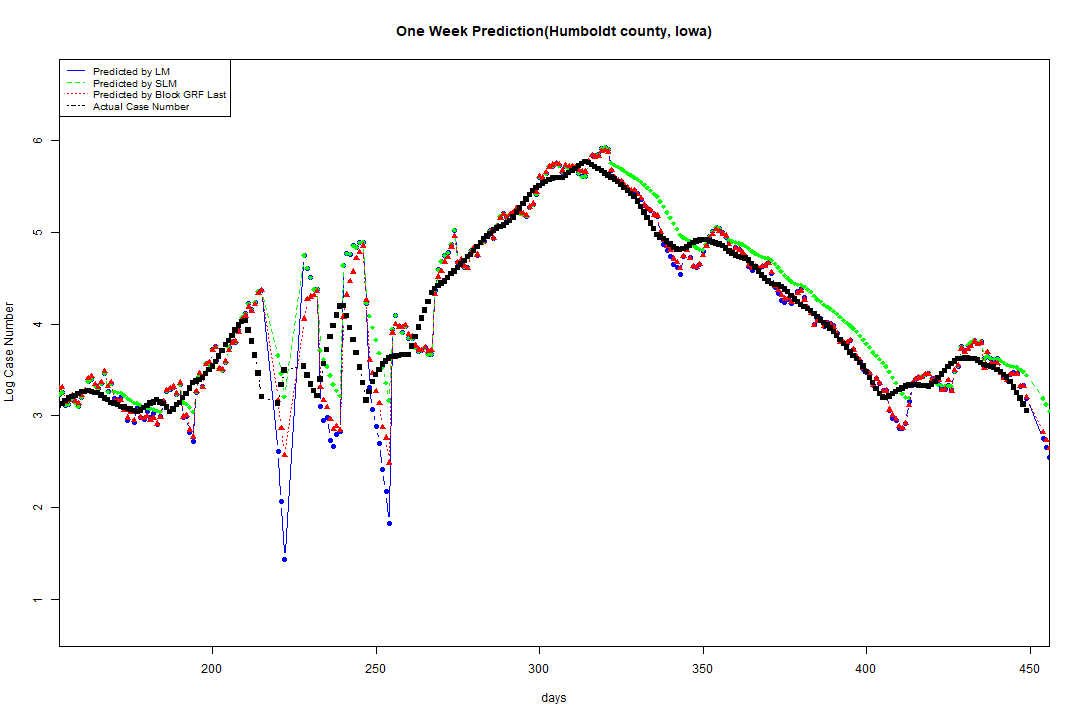 One Week Prediction(Humboldt county, Iowa)
Predicted by LM
Predicted by SLM
Predicted by Block GRF Last
Actual Case Number
Log Case Number
6
5
4
3
2
1
200 250 300 350 400 450
days